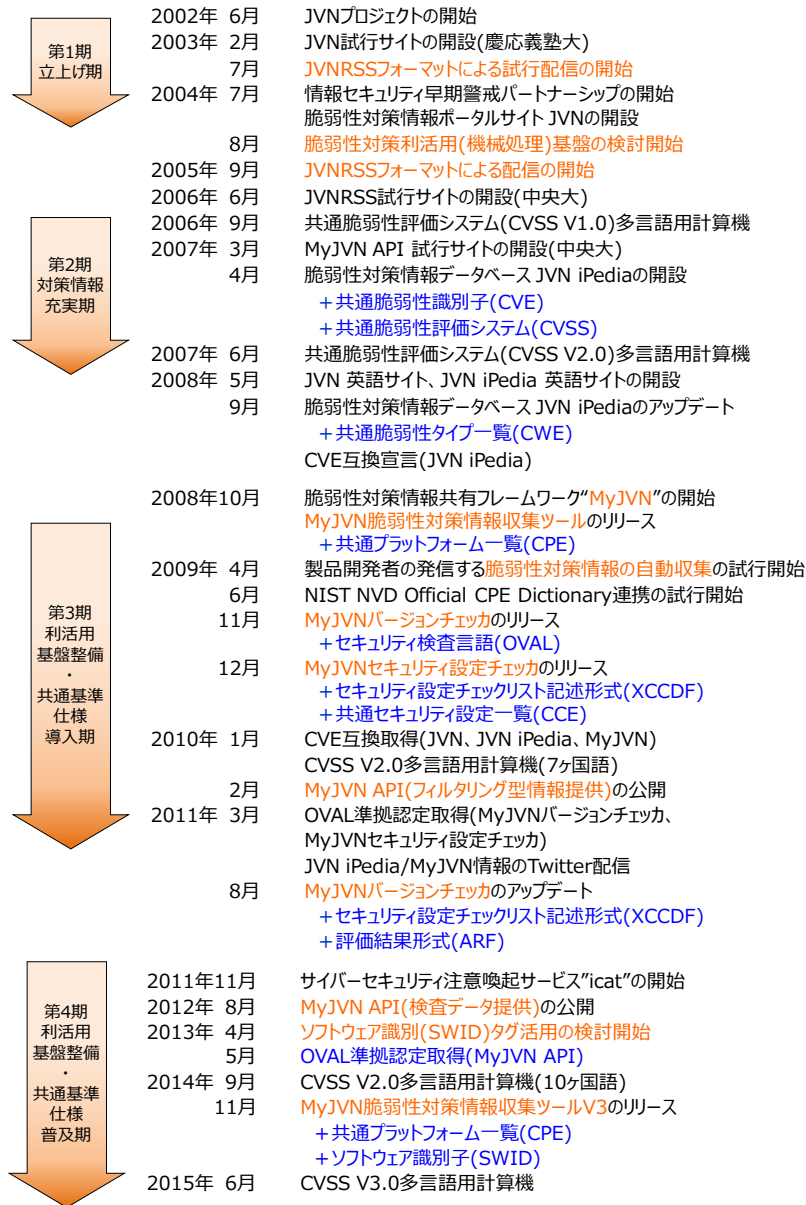 第1期
立上げ期
2002年 6月 JVNプロジェクトの開始
2003年 2月 JVN試行サイトの開設(慶応義塾大)
7月 JVNRSSフォーマットによる試行配信の開始
2004年 7月 情報セキュリティ早期警戒パートナーシップの開始
脆弱性対策情報ポータルサイト JVNの開設
8月 脆弱性対策利活用(機械処理)基盤の検討開始
2005年 9月 JVNRSSフォーマットによる配信の開始
2006年 6月 JVNRSS試行サイトの開設(中央大)
第2期
対策情報
充実期
2006年 9月 共通脆弱性評価システム(CVSS V1.0)多言語用計算機
2007年 3月 MyJVN API 試行サイトの開設(中央大)
4月 脆弱性対策情報データベース JVN iPediaの開設
+共通脆弱性識別子(CVE)
+共通脆弱性評価システム(CVSS)
2007年 6月 共通脆弱性評価システム(CVSS V2.0)多言語用計算機
2008年 5月 JVN 英語サイト、JVN iPedia 英語サイトの開設
9月 脆弱性対策情報データベース JVN iPediaのアップデート
+共通脆弱性タイプ一覧(CWE)
CVE互換宣言(JVN iPedia)
第3期
利活用
基盤整備
・
共通基準
仕様
導入期
2008年10月 脆弱性対策情報共有フレームワーク“MyJVN”の開始
MyJVN脆弱性対策情報収集ツールのリリース
+共通プラットフォーム一覧(CPE)
2009年 4月 製品開発者の発信する脆弱性対策情報の自動収集の試行開始
6月 NIST NVD Official CPE Dictionary連携の試行開始
11月 MyJVNバージョンチェッカのリリース
+セキュリティ検査言語(OVAL)
12月 MyJVNセキュリティ設定チェッカのリリース
+セキュリティ設定チェックリスト記述形式(XCCDF)
+共通セキュリティ設定一覧(CCE)
2010年 1月 CVE互換取得(JVN、JVN iPedia、MyJVN)
CVSS V2.0多言語用計算機(7ヶ国語)
2月 MyJVN API(フィルタリング型情報提供)の公開
2011年 3月 OVAL準拠認定取得(MyJVNバージョンチェッカ、
MyJVNセキュリティ設定チェッカ)
JVN iPedia/MyJVN情報のTwitter配信
8月 MyJVNバージョンチェッカのアップデート
+セキュリティ設定チェックリスト記述形式(XCCDF)
+評価結果形式(ARF)
第4期
利活用
基盤整備
・
共通基準
仕様
普及期
2011年11月 サイバーセキュリティ注意喚起サービス”icat”の開始
2012年 8月 MyJVN API(検査データ提供)の公開
2013年 4月 ソフトウェア識別(SWID)タグ活用の検討開始
5月 OVAL準拠認定取得(MyJVN API)
2014年 9月 CVSS V2.0多言語用計算機(10ヶ国語)
11月 MyJVN脆弱性対策情報収集ツールV3のリリース
+共通プラットフォーム一覧(CPE)
+ソフトウェア識別子(SWID)
2015年 6月 CVSS V3.0多言語用計算機